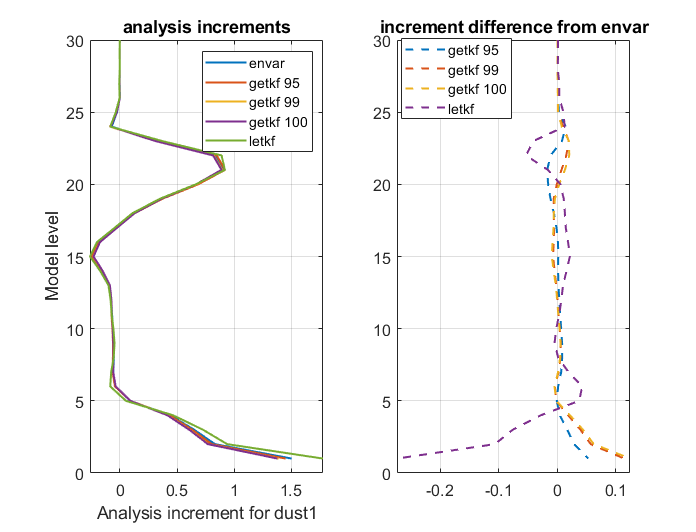 analysis increments
30
25
20
15
10
5
0
Model level
0
0.5
1
1.5
Analysis increment for dust1
envar
getkf 95
getkf 99
getkf 100
letkf
increment difference from envar
30
25
20
15
10
5
0
-0.2
-0.1
0
0.1
getkf 95
getkf 99
getkf 100
letkf